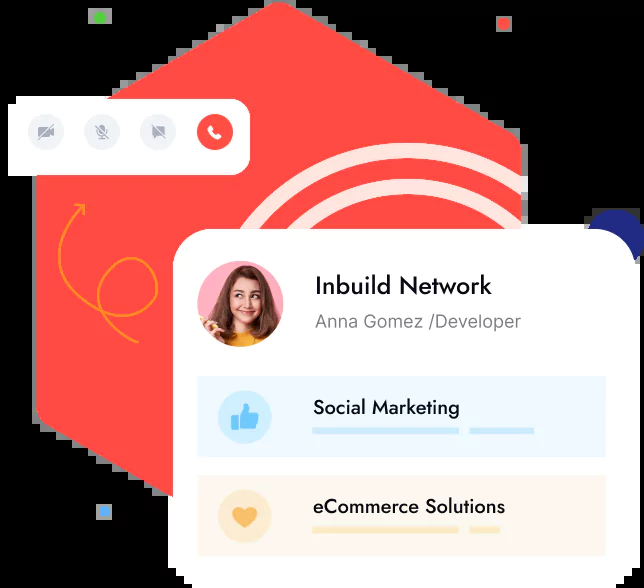 Inbuild Network
Anna Gomez /Developer
Social Marketing
eCommerce Solutions